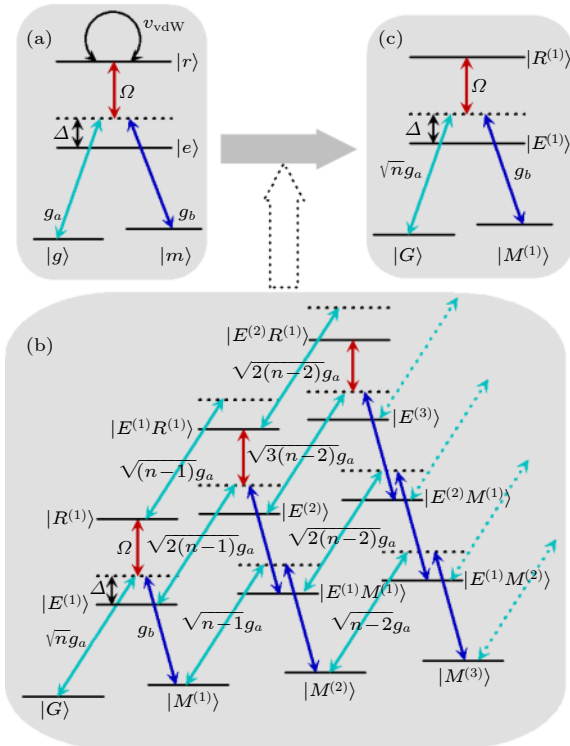 (a)
v_vdW
|r⟩
Ω
Δ
|e⟩
g_a
g_b
|g⟩
|m⟩
(c)
|R^(1)⟩
Ω
Δ
|E^(1)⟩
√n g_a
g_b
|G⟩
|M^(1)⟩
(b)
|E^(2)R^(1)⟩
√2(n−2) g_a
|E^(1)R^(1)⟩
|E^(3)⟩
√(n−1) g_a
√3(n−2) g_a
|R^(1)⟩
|E^(2)⟩
|E^(2)M^(1)⟩
Ω
√2(n−1) g_a
√2(n−2) g_a
Δ
|E^(1)⟩
|E^(1)M^(1)⟩
|E^(1)M^(2)⟩
√n g_a
g_b
√n−1 g_a
√n−2 g_a
|G⟩
|M^(1)⟩
|M^(2)⟩
|M^(3)⟩